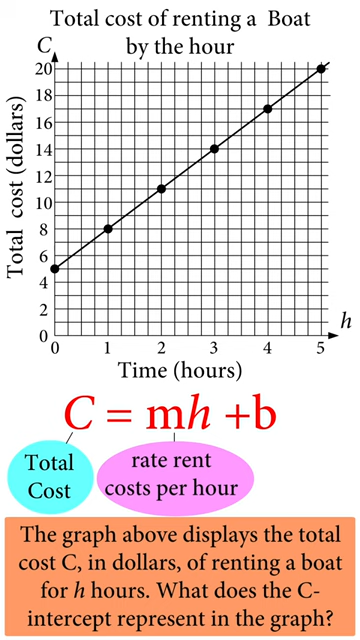 Total cost of renting a Boat
by the hour
C
20
18
16
14
12
10
8
6
4
2
0
Total cost (dollars)
0 1 2 3 4 5
h
Time (hours)
C = mh +b
Total
Cost
rate rent
costs per hour
The graph above displays the total
cost C, in dollars, of renting a boat
for h hours. What does the C-
intercept represent in the graph?